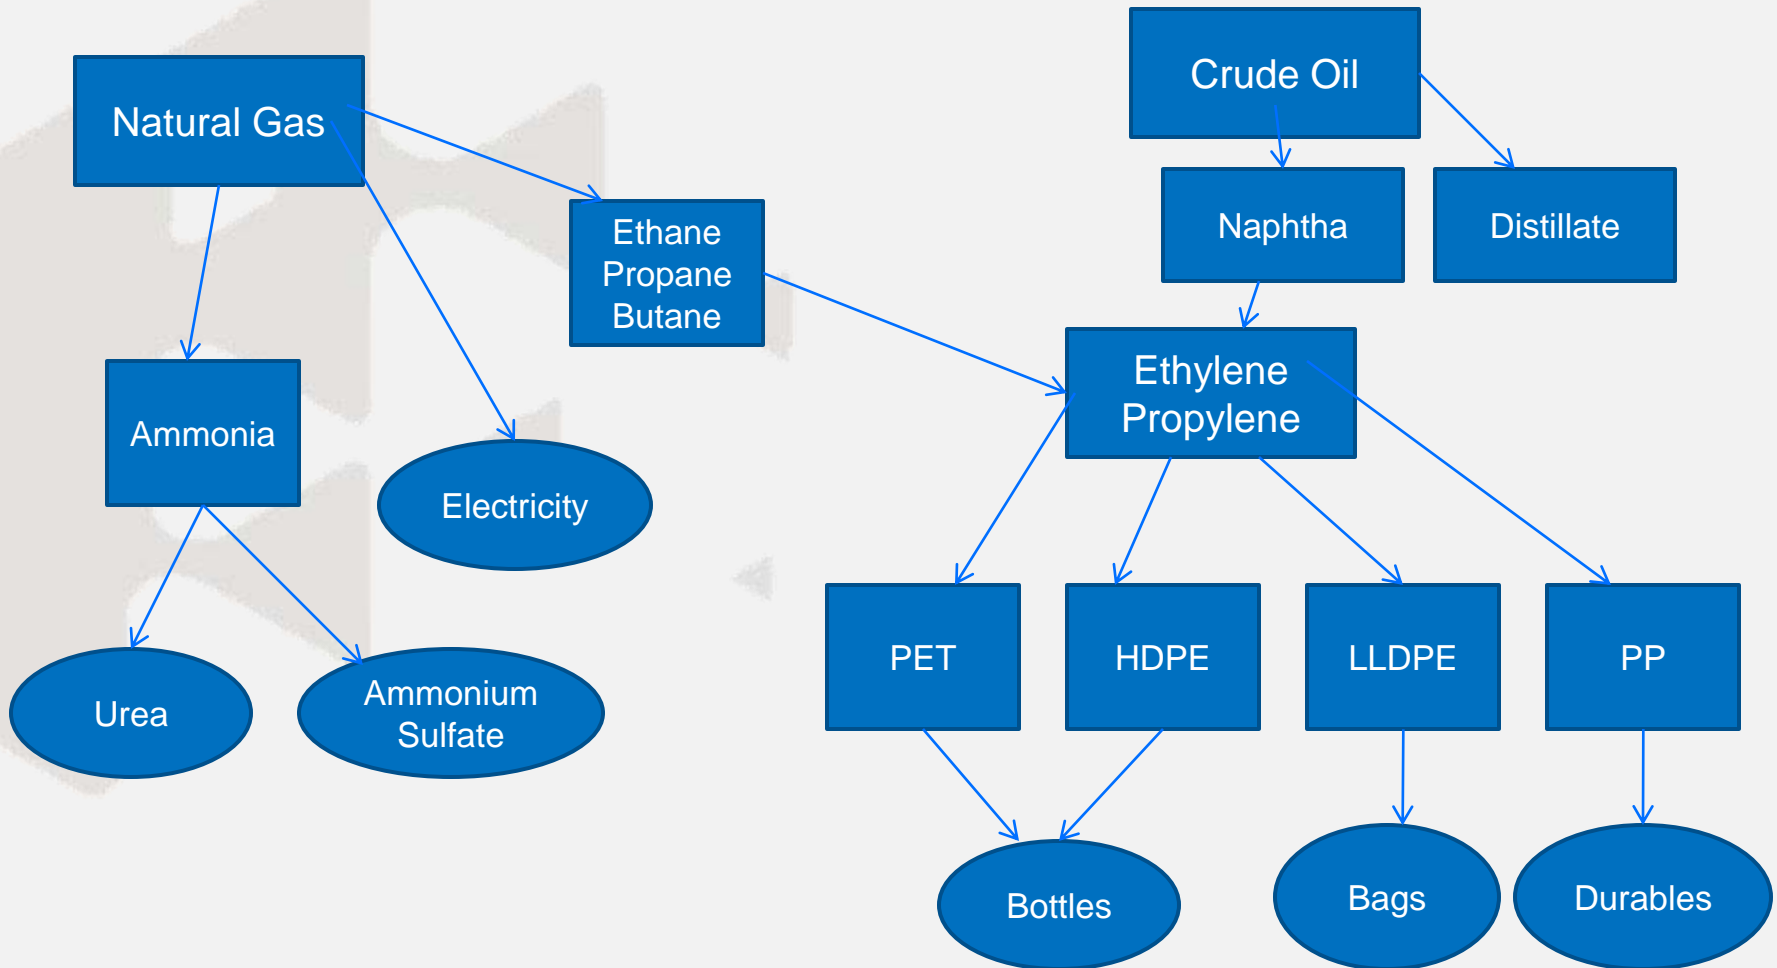 Crude Oil
Natural Gas
Naphtha
Distillate
Ethane
Propane
Butane
Ethylene
Propylene
Ammonia
Electricity
PET
HDPE
LLDPE
PP
Urea
Ammonium
Sulfate
Bottles
Bags
Durables